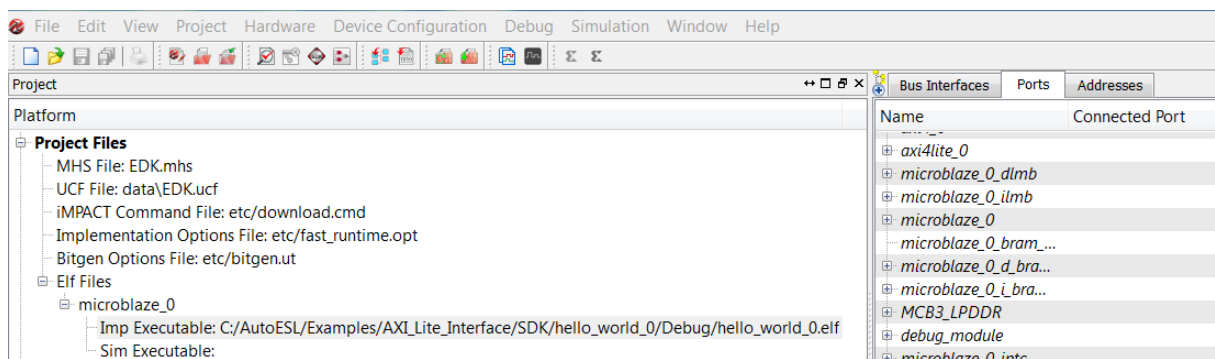 File Edit View Project Hardware Device Configuration Debug Simulation Window Help
Project
Platform
Project Files
MHS File: EDK.mhs
UCF File: data\EDK.ucf
iMPACT Command File: etc/download.cmd
Implementation Options File: etc/fast_runtime.opt
Bitgen Options File: etc/bitgen.ut
Elf Files
microblaze_0
Imp Executable: C:/AutoESL/Examples/AXI_Lite_Interface/SDK/hello_world_0/Debug/hello_world_0.elf
Sim Executable:
Bus Interfaces Ports Addresses
Name Connected Port
axi4lite_0
microblaze_0_dlmb
microblaze_0_ilmb
microblaze_0
microblaze_0_bram_...
microblaze_0_d_bra...
microblaze_0_i_bra...
MCB3_LPDDR
debug_module
microblaze_0_intc